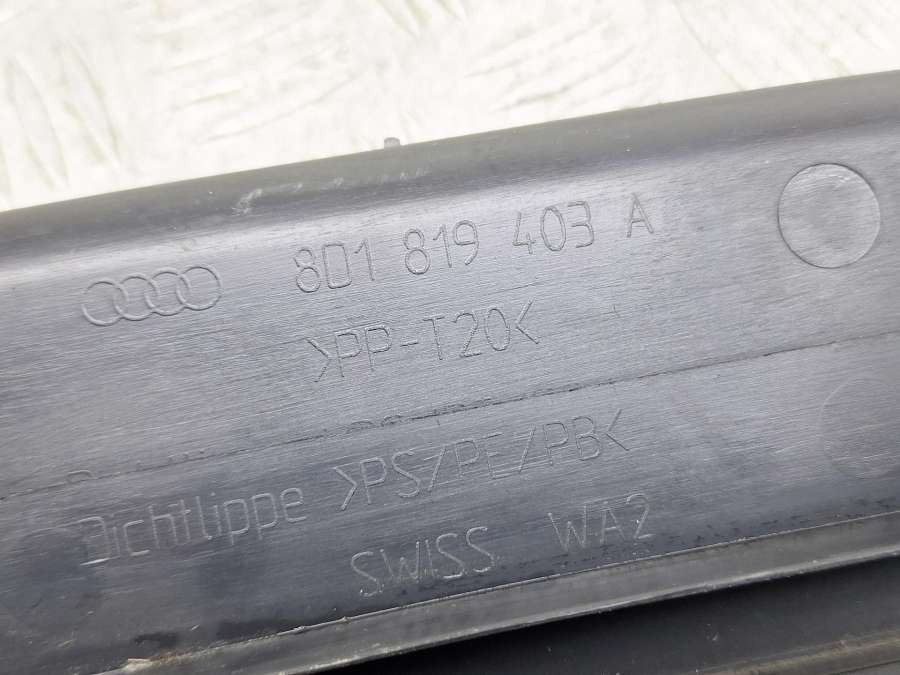 8D1 819 403 A
>PP-T20<
Dichtlippe >PS/PE/PB<
SWISS WA2